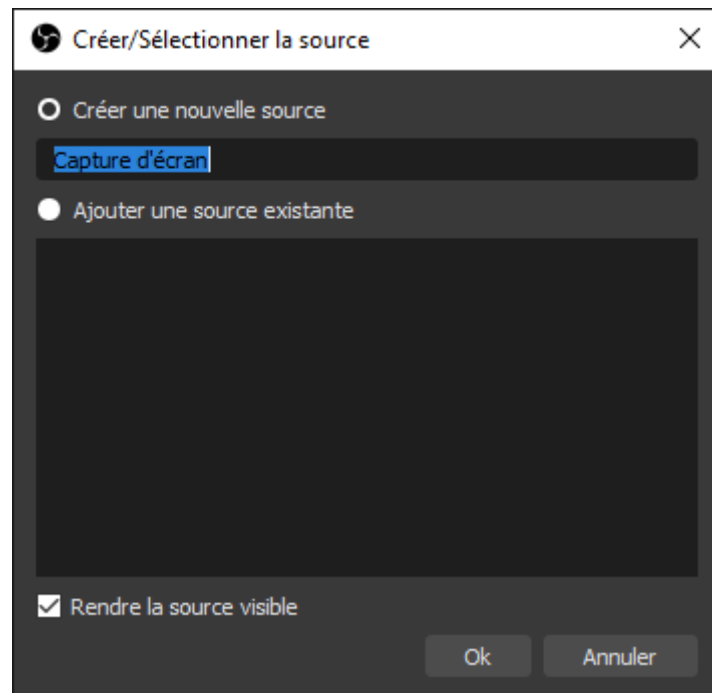 Créer/Sélectionner la source
Créer une nouvelle source
Capture d'écran
Ajouter une source existante
Rendre la source visible
Ok
Annuler